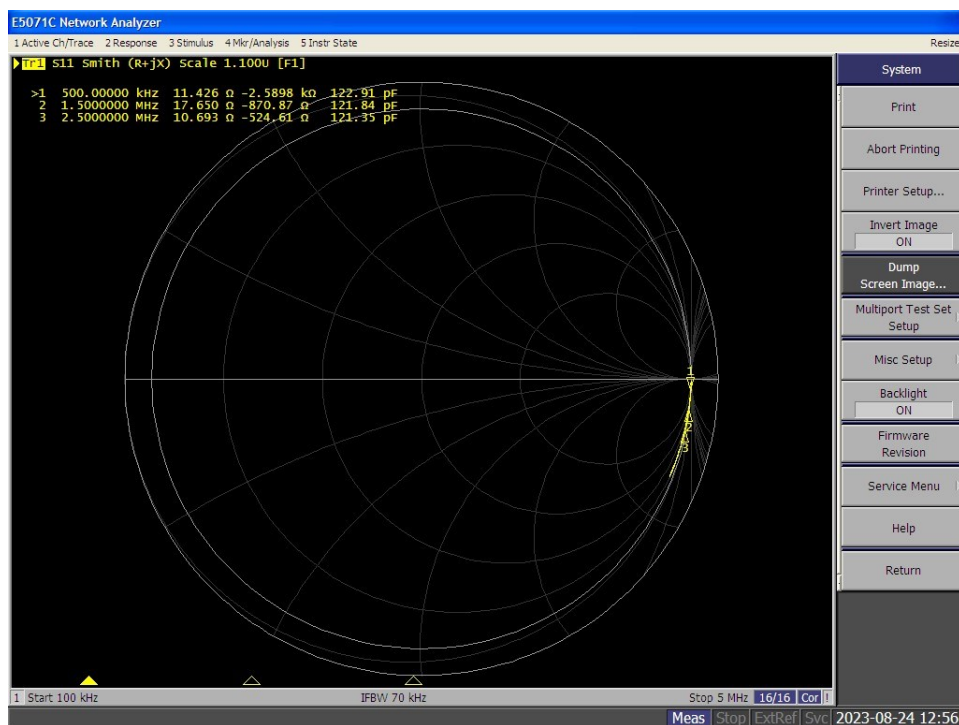 E5071C Network Analyzer
1 Active Ch/Trace 2 Response 3 Stimulus 4 Mkr/Analysis 5 Instr State
Resize
Tr1 S11 Smith (R+jX) Scale 1.100U [F1]
>1 500.00000 kHz 11.426 Ω -2.5898 kΩ 122.91 pF
2 1.5000000 MHz 17.650 Ω -870.87 Ω 121.84 pF
3 2.5000000 MHz 10.693 Ω -524.61 Ω 121.35 pF
1
2
3
System
Print
Abort Printing
Printer Setup...
Invert Image
ON
Dump
Screen Image...
Multiport Test Set
Setup
Misc Setup
Backlight
ON
Firmware
Revision
Service Menu
Help
Return
1 Start 100 kHz IFBW 70 kHz Stop 5 MHz 16/16 Cor !
Meas Stop ExtRef Svc 2023-08-24 12:56